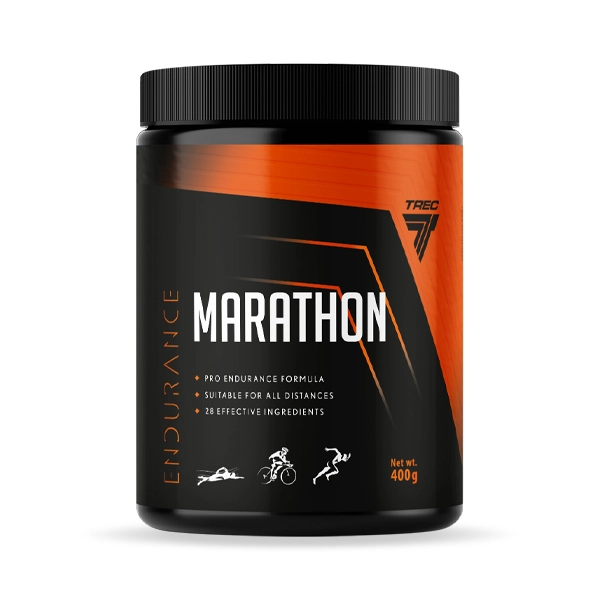 TREC
ENDURANCE
MARATHON
PRO ENDURANCE FORMULA
SUITABLE FOR ALL DISTANCES
28 EFFECTIVE INGREDIENTS
Net wt.
400g